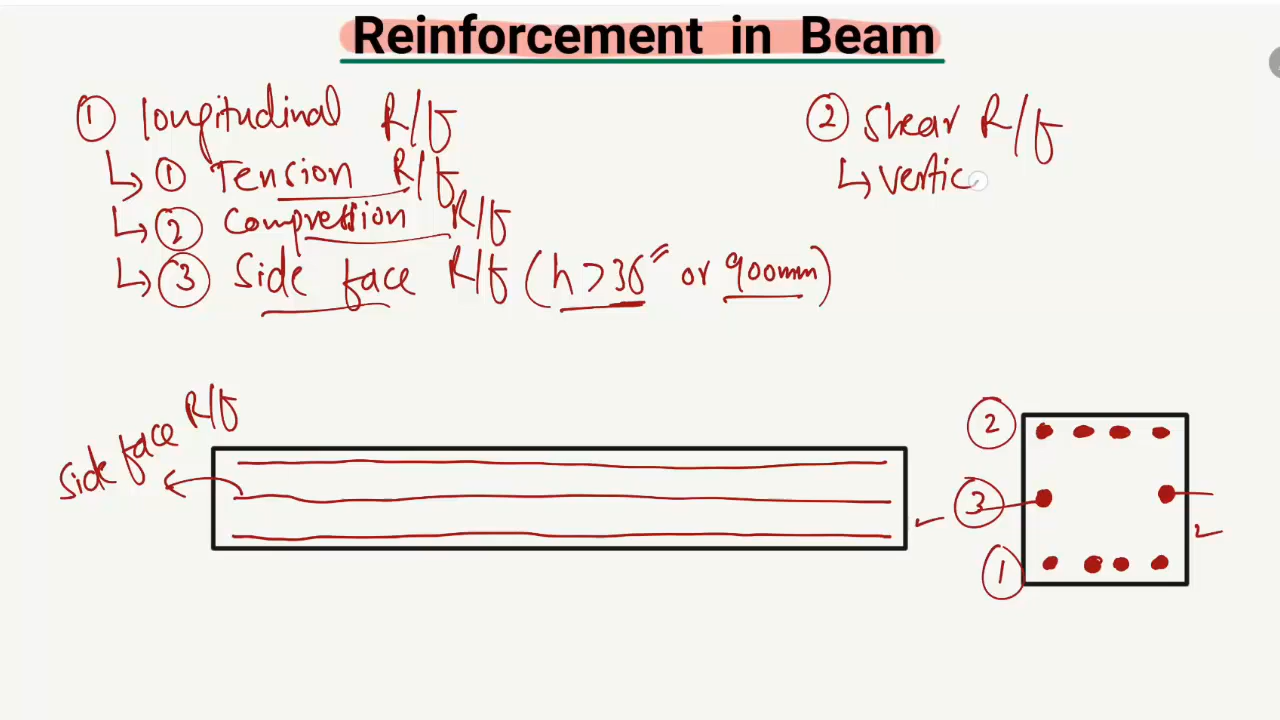 Reinforcement in Beam
① longitudinal R/f
↳ ① Tension R/f
↳ ② Compression R/f
↳ ③ Side face R/f (h > 36" or 900mm)
② Shear R/f
↳ vertic
Side face R/f
②
③
①